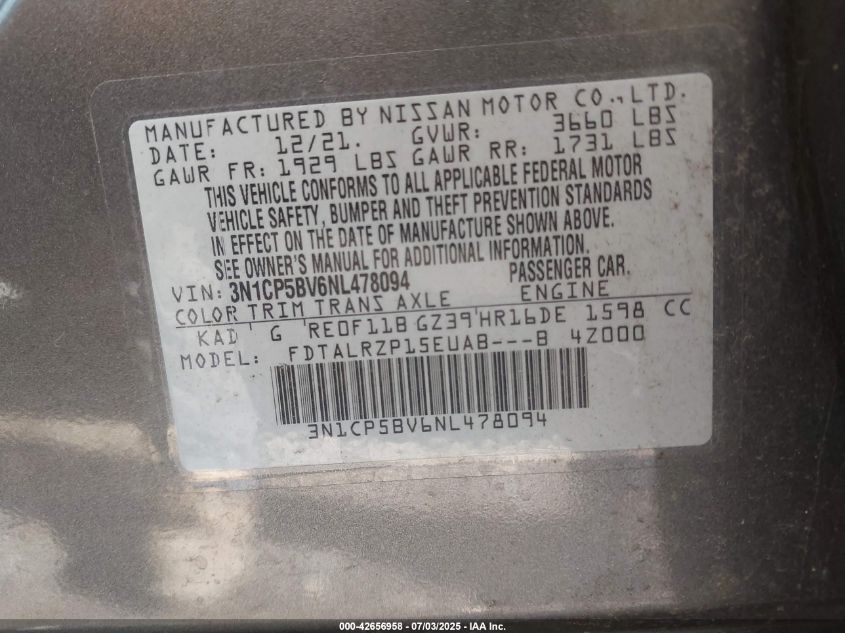 MANUFACTURED BY NISSAN MOTOR CO., LTD.
DATE: 12/21. GVWR: 3660 LBS
GAWR FR: 1929 LBS GAWR RR: 1731 LBS
THIS VEHICLE CONFORMS TO ALL APPLICABLE FEDERAL MOTOR
VEHICLE SAFETY, BUMPER AND THEFT PREVENTION STANDARDS
IN EFFECT ON THE DATE OF MANUFACTURE SHOWN ABOVE.
SEE OWNER'S MANUAL FOR ADDITIONAL INFORMATION.
VIN: 3N1CP5BV6NL478094 PASSENGER CAR.
COLOR TRIM TRANS AXLE ENGINE
KAD G RE0F11B GZ39 HR16DE 1598 CC
MODEL: FDTALRZP15EUAB---B 4Z000
3N1CP5BV6NL478094
000-42656958 | 07/03/2025 - IAA Inc.